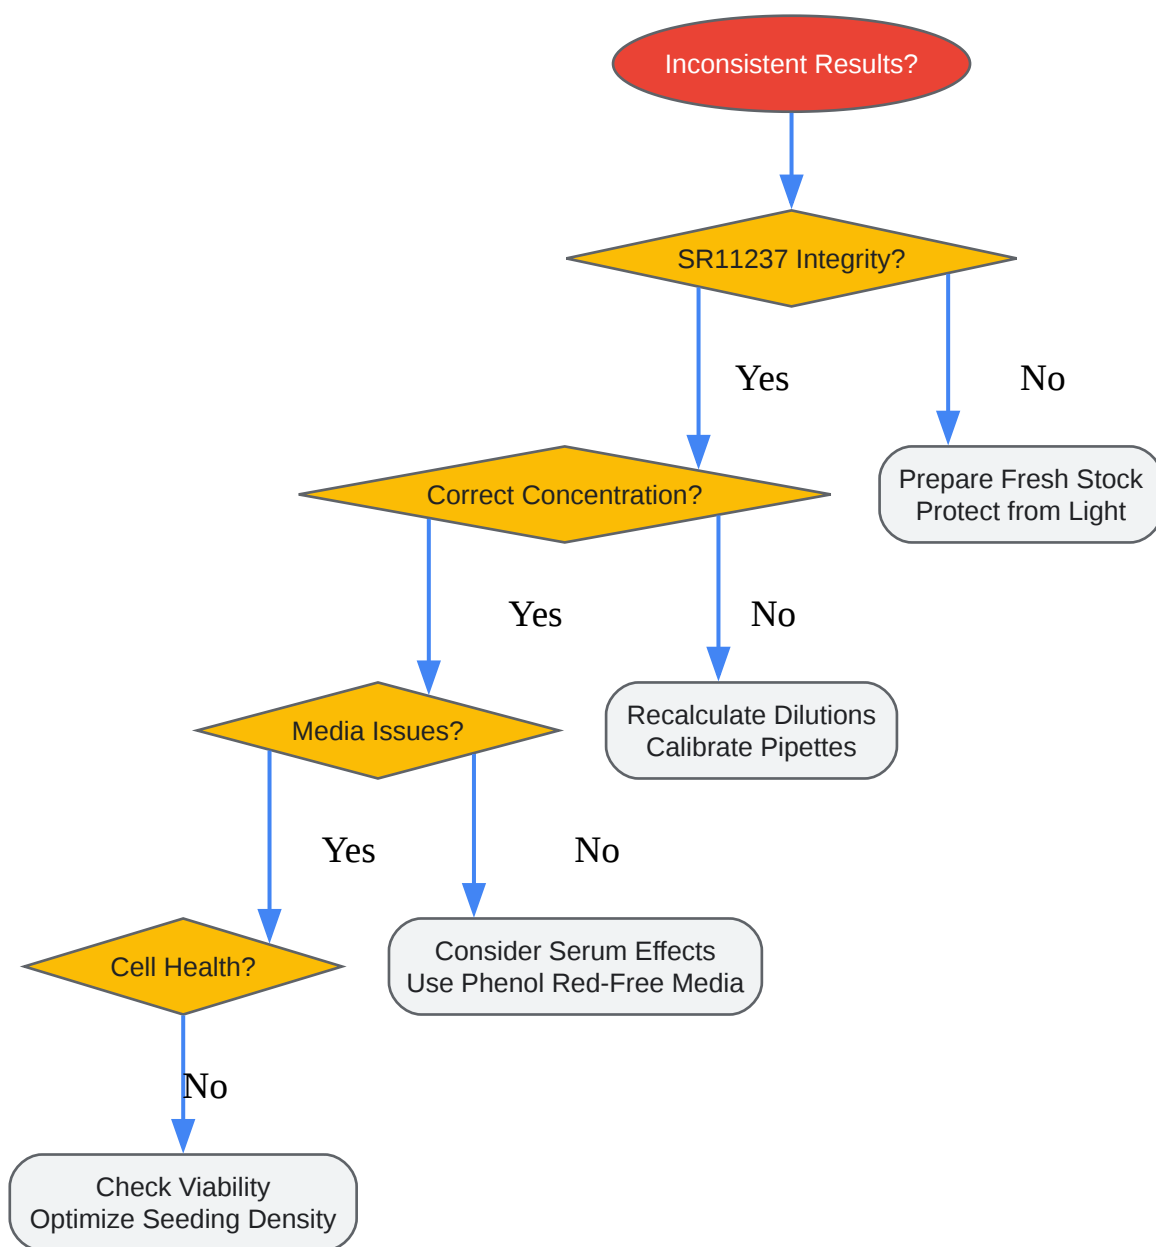 Inconsistent Results?
SR11237 Integrity?
Yes
No
Correct Concentration?
Prepare Fresh Stock
Protect from Light
Yes
No
Media Issues?
Recalculate Dilutions
Calibrate Pipettes
Yes
No
Cell Health?
Consider Serum Effects
Use Phenol Red-Free Media
No
Check Viability
Optimize Seeding Density